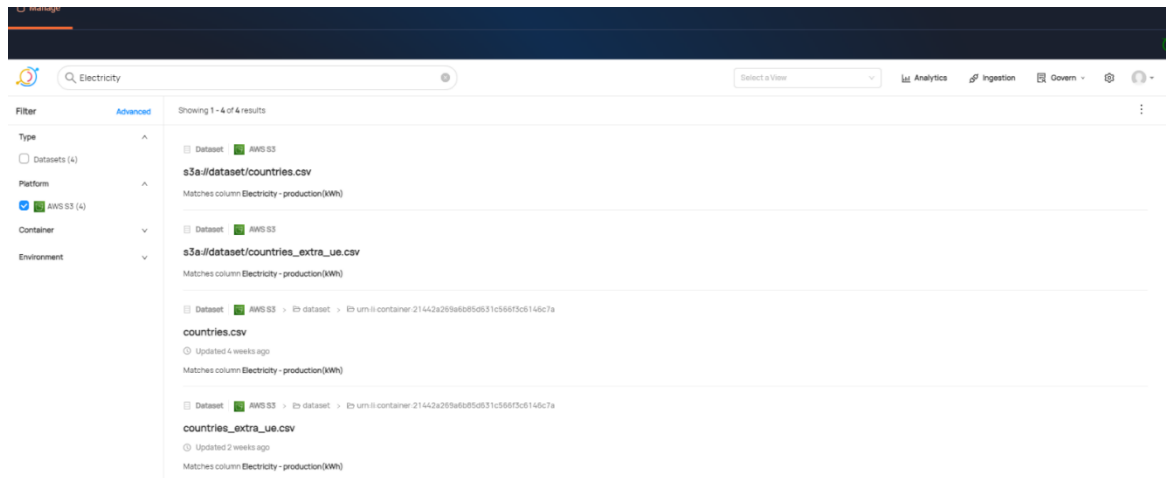 Manage
Electricity
Select a View
Analytics
Ingestion
Govern
Filter
Advanced
Showing 1 - 4 of 4 results
Type
Datasets (4)
Platform
AWS S3 (4)
Container
Environment
Dataset AWS S3
s3a://dataset/countries.csv
Matches column Electricity - production(kWh)
Dataset AWS S3
s3a://dataset/countries_extra_ue.csv
Matches column Electricity - production(kWh)
Dataset AWS S3 > dataset > urn:li:container:21442a269a6b85d631c566f3c6146c7a
countries.csv
Updated 4 weeks ago
Matches column Electricity - production(kWh)
Dataset AWS S3 > dataset > urn:li:container:21442a269a6b85d631c566f3c6146c7a
countries_extra_ue.csv
Updated 2 weeks ago
Matches column Electricity - production(kWh)